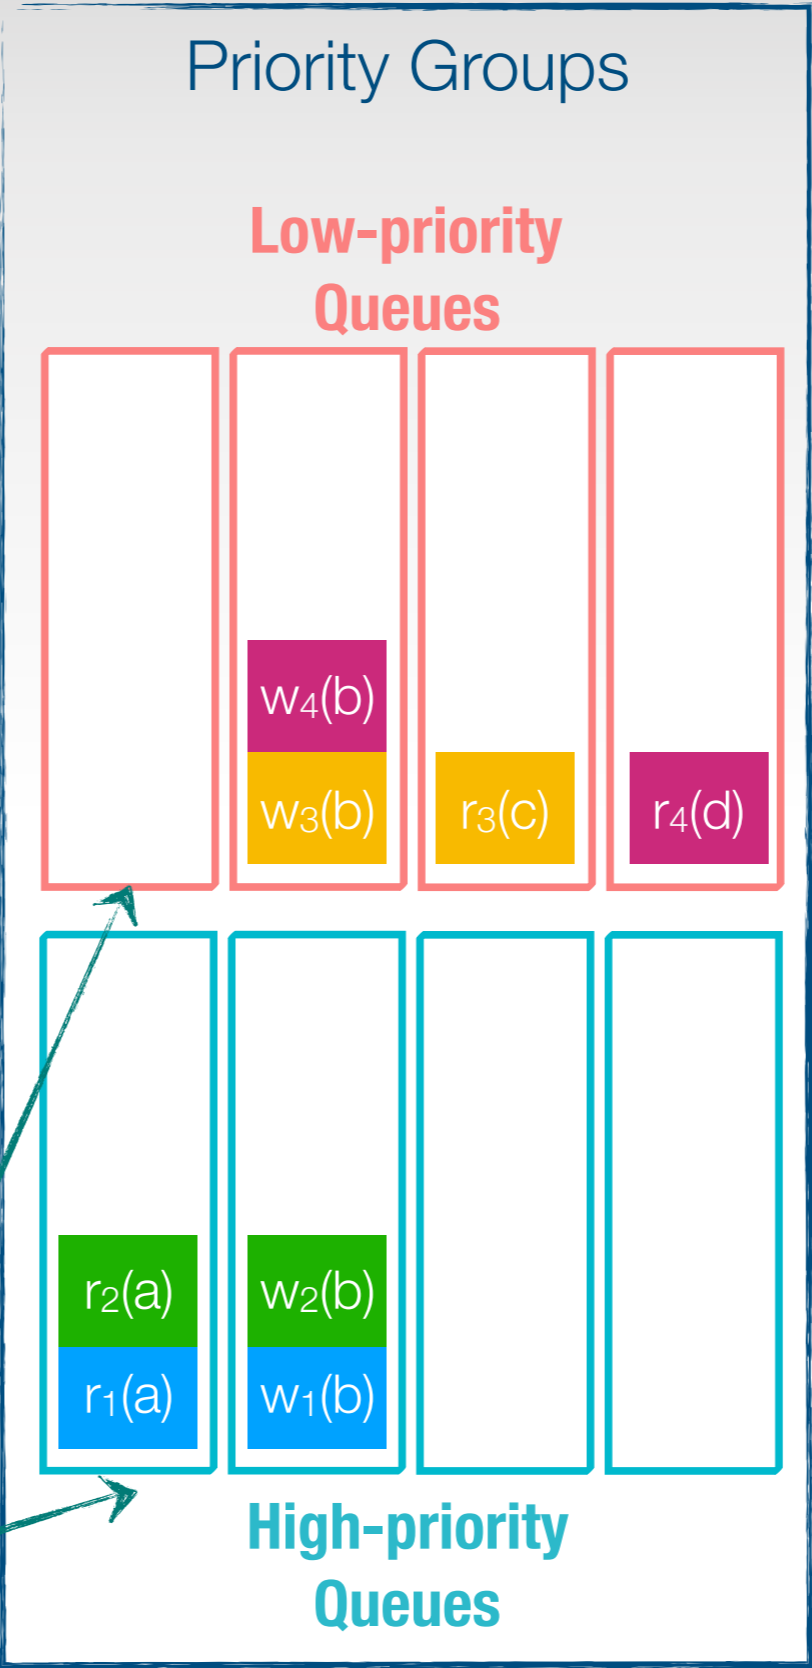 Priority Groups
Low-priority
Queues
w4(b)
w3(b) r3(c) r4(d)
r2(a) w2(b)
r1(a) w1(b)
High-priority
Queues